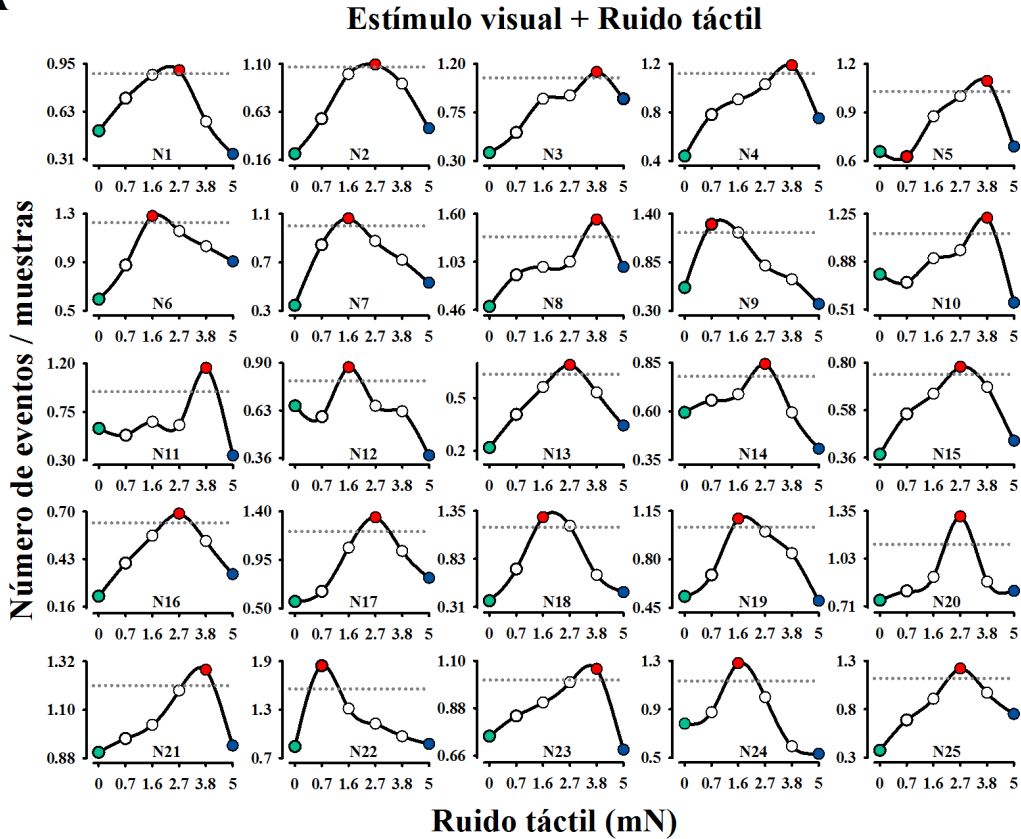 Estímulo visual + Ruido táctil
Número de eventos / muestras
0.95 0.63 0.31 N1 0 0.7 1.6 2.7 3.8 5
1.10 0.63 0.16 N2 0 0.7 1.6 2.7 3.8 5
1.20 0.75 0.30 N3 0 0.7 1.6 2.7 3.8 5
1.2 0.8 0.4 N4 0 0.7 1.6 2.7 3.8 5
1.2 0.9 0.6 N5 0 0.7 1.6 2.7 3.8 5
1.3 0.9 0.5 N6 0 0.7 1.6 2.7 3.8 5
1.1 0.7 0.3 N7 0 0.7 1.6 2.7 3.8 5
1.60 1.03 0.46 N8 0 0.7 1.6 2.7 3.8 5
1.40 0.85 0.30 N9 0 0.7 1.6 2.7 3.8 5
1.25 0.88 0.51 N10 0 0.7 1.6 2.7 3.8 5
1.20 0.75 0.30 N11 0 0.7 1.6 2.7 3.8 5
0.90 0.63 0.36 N12 0 0.7 1.6 2.7 3.8 5
0.5 0.2 N13 0 0.7 1.6 2.7 3.8 5
0.85 0.60 0.35 N14 0 0.7 1.6 2.7 3.8 5
0.80 0.58 0.36 N15 0 0.7 1.6 2.7 3.8 5
0.70 0.43 0.16 N16 0 0.7 1.6 2.7 3.8 5
1.40 0.95 0.50 N17 0 0.7 1.6 2.7 3.8 5
1.35 0.83 0.31 N18 0 0.7 1.6 2.7 3.8 5
1.15 0.80 0.45 N19 0 0.7 1.6 2.7 3.8 5
1.35 1.03 0.71 N20 0 0.7 1.6 2.7 3.8 5
1.32 1.10 0.88 N21 0 0.7 1.6 2.7 3.8 5
1.9 1.3 0.7 N22 0 0.7 1.6 2.7 3.8 5
1.10 0.88 0.66 N23 0 0.7 1.6 2.7 3.8 5
1.3 0.9 0.5 N24 0 0.7 1.6 2.7 3.8 5
1.3 0.8 0.3 N25 0 0.7 1.6 2.7 3.8 5
Ruido táctil (mN)